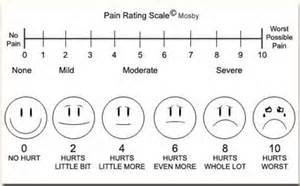 Pain Rating Scale© Mosby
No Pain
Worst Possible Pain
0 1 2 3 4 5 6 7 8 9 10
None Mild Moderate Severe
0 2 4 6 8 10
NO HURT HURTS LITTLE BIT HURTS LITTLE MORE HURTS EVEN MORE HURTS WHOLE LOT HURTS WORST